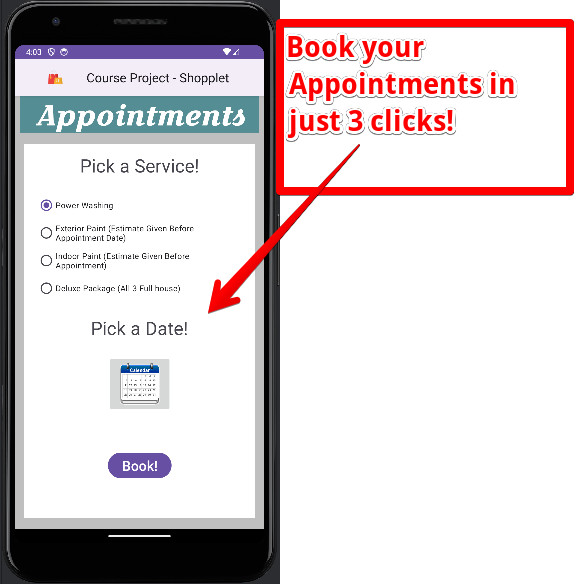 4:03
Course Project - Shopplet
Appointments
Pick a Service!
Power Washing
Exterior Paint (Estimate Given Before
Appointment Date)
Indoor Paint (Estimate Given Before
Appointment)
Deluxe Package (All 3 Full house)
Pick a Date!
Calendar
Book!
Book your
Appointments in
just 3 clicks!